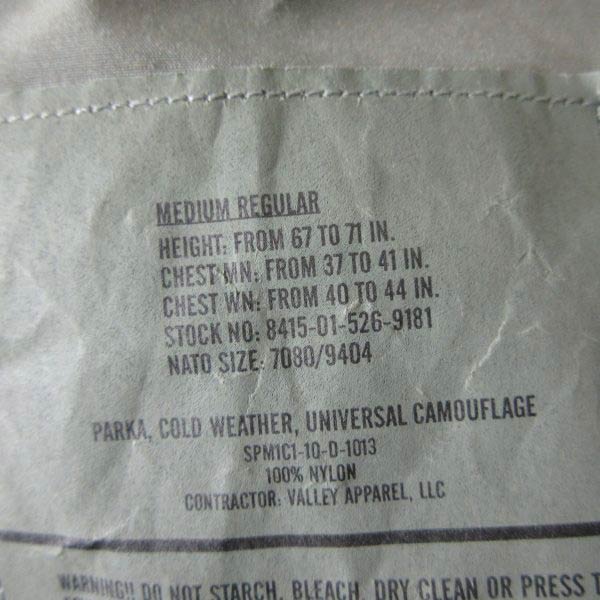 MEDIUM REGULAR
HEIGHT: FROM 67 TO 71 IN.
CHEST MN: FROM 37 TO 41 IN.
CHEST WN: FROM 40 TO 44 IN.
STOCK NO: 8415-01-526-9181
NATO SIZE: 7080/9404
PARKA, COLD WEATHER, UNIVERSAL CAMOUFLAGE
SPM1C1-10-D-1013
100% NYLON
CONTRACTOR: VALLEY APPAREL, LLC
WARNING!! DO NOT STARCH, BLEACH, DRY CLEAN OR PRESS